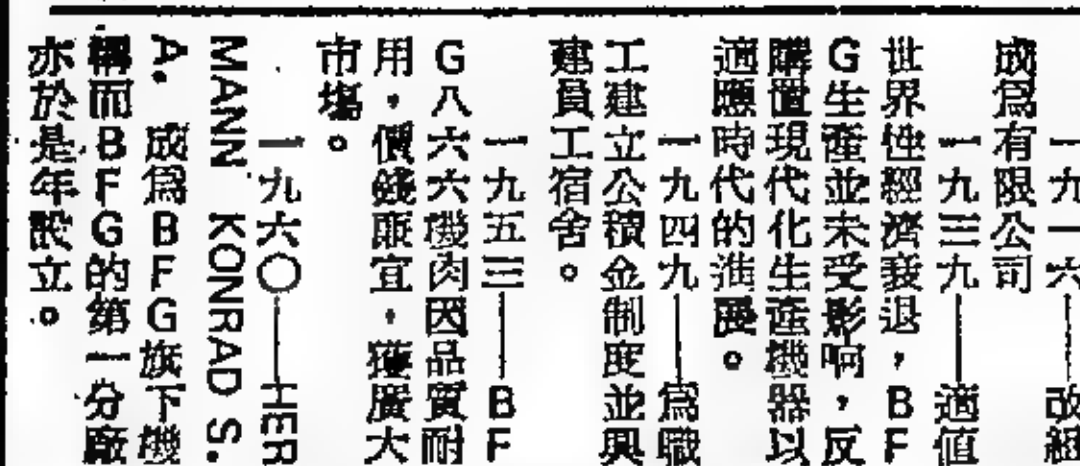 一九一六——改組
成爲有限公司
一九三九——適値
世界性經濟衰退，ＢＦ
Ｇ生產並未受影响，反
購置現代化生產機器以
適應時代的進展。
一九四九——爲職
工建立公積金制度並興
建員工宿舍。
一九五三——ＢＦ
Ｇ八六六機肉因品質耐
用，價錢廉宜，獲廣大
市場。
一九六〇——HER
MANN KONRAD S.
A. 成爲ＢＦＧ旗下機
構而ＢＦＧ的第一分廠
亦於是年設立。